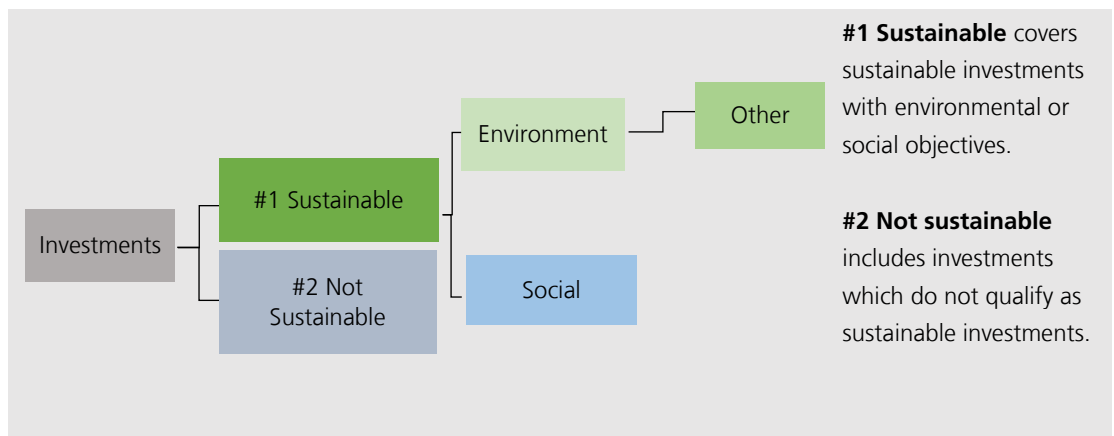 Investments
#1 Sustainable
#2 Not
Sustainable
Environment
Social
Other
#1 Sustainable covers
sustainable investments
with environmental or
social objectives.
#2 Not sustainable
includes investments
which do not qualify as
sustainable investments.